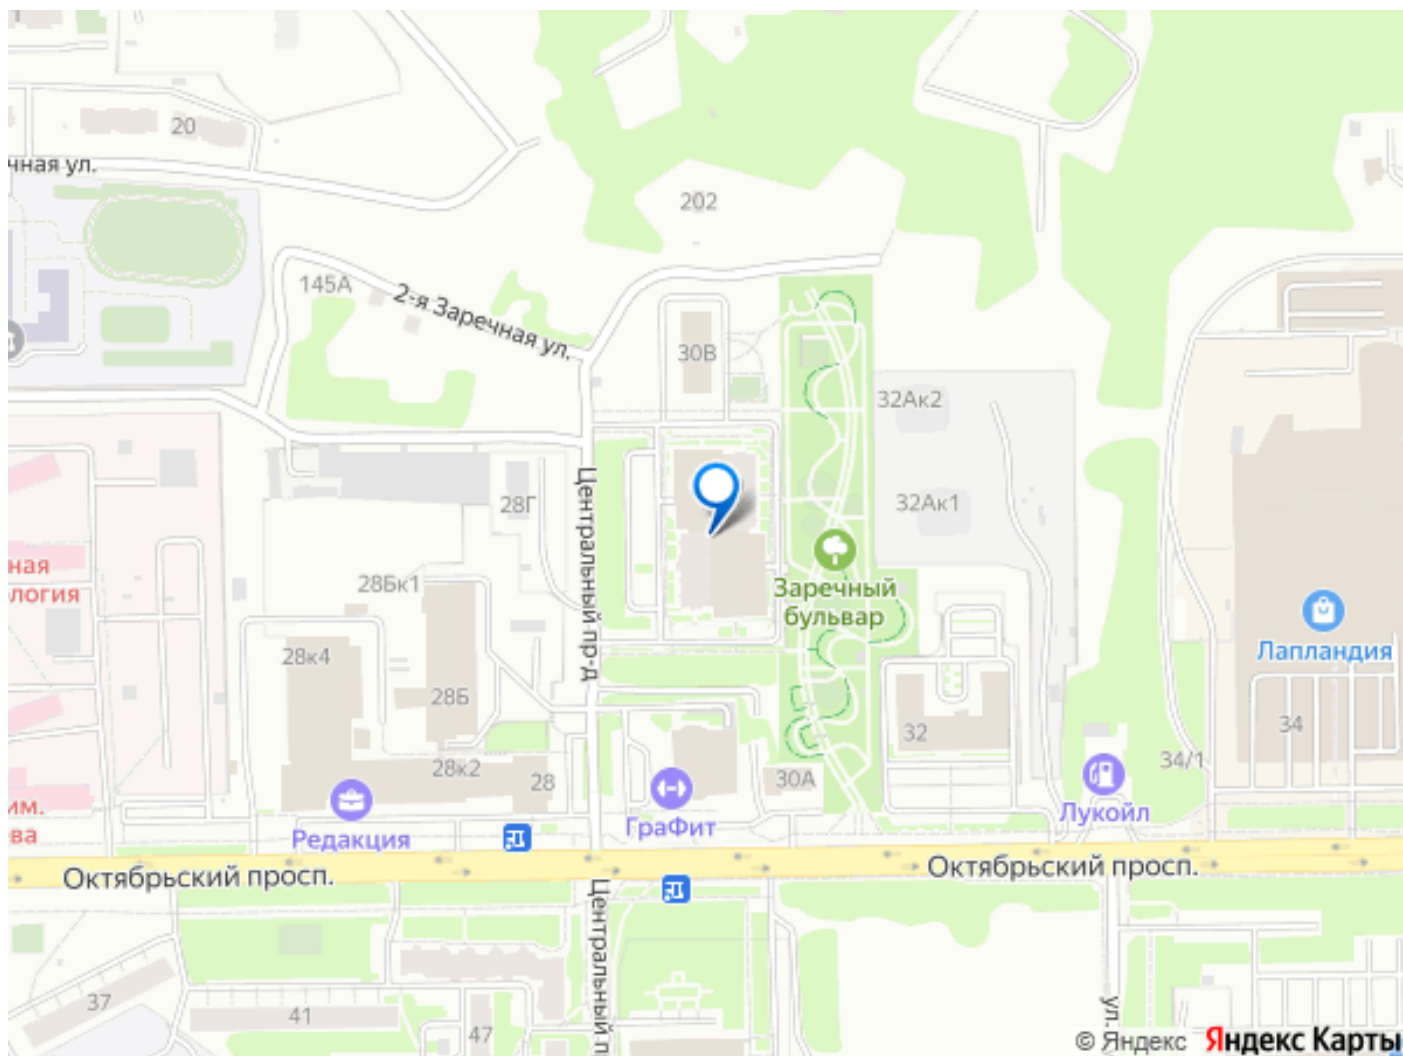 20
чная ул.
202
145А
2-я Заречная ул.
30В
32Ак2
Центральный пр-д
28Г
32Ак1
ная
логия
28Бк1
Заречный
бульвар
Лапландия
28к4
28Б
32
34
34/1
28к2
28
30А
им.
ва
Редакция
ГраФит
Лукойл
Октябрьский просп.
Октябрьский просп.
Центральный п
37
41
47
ул.
© Яндекс Яндекс Карты